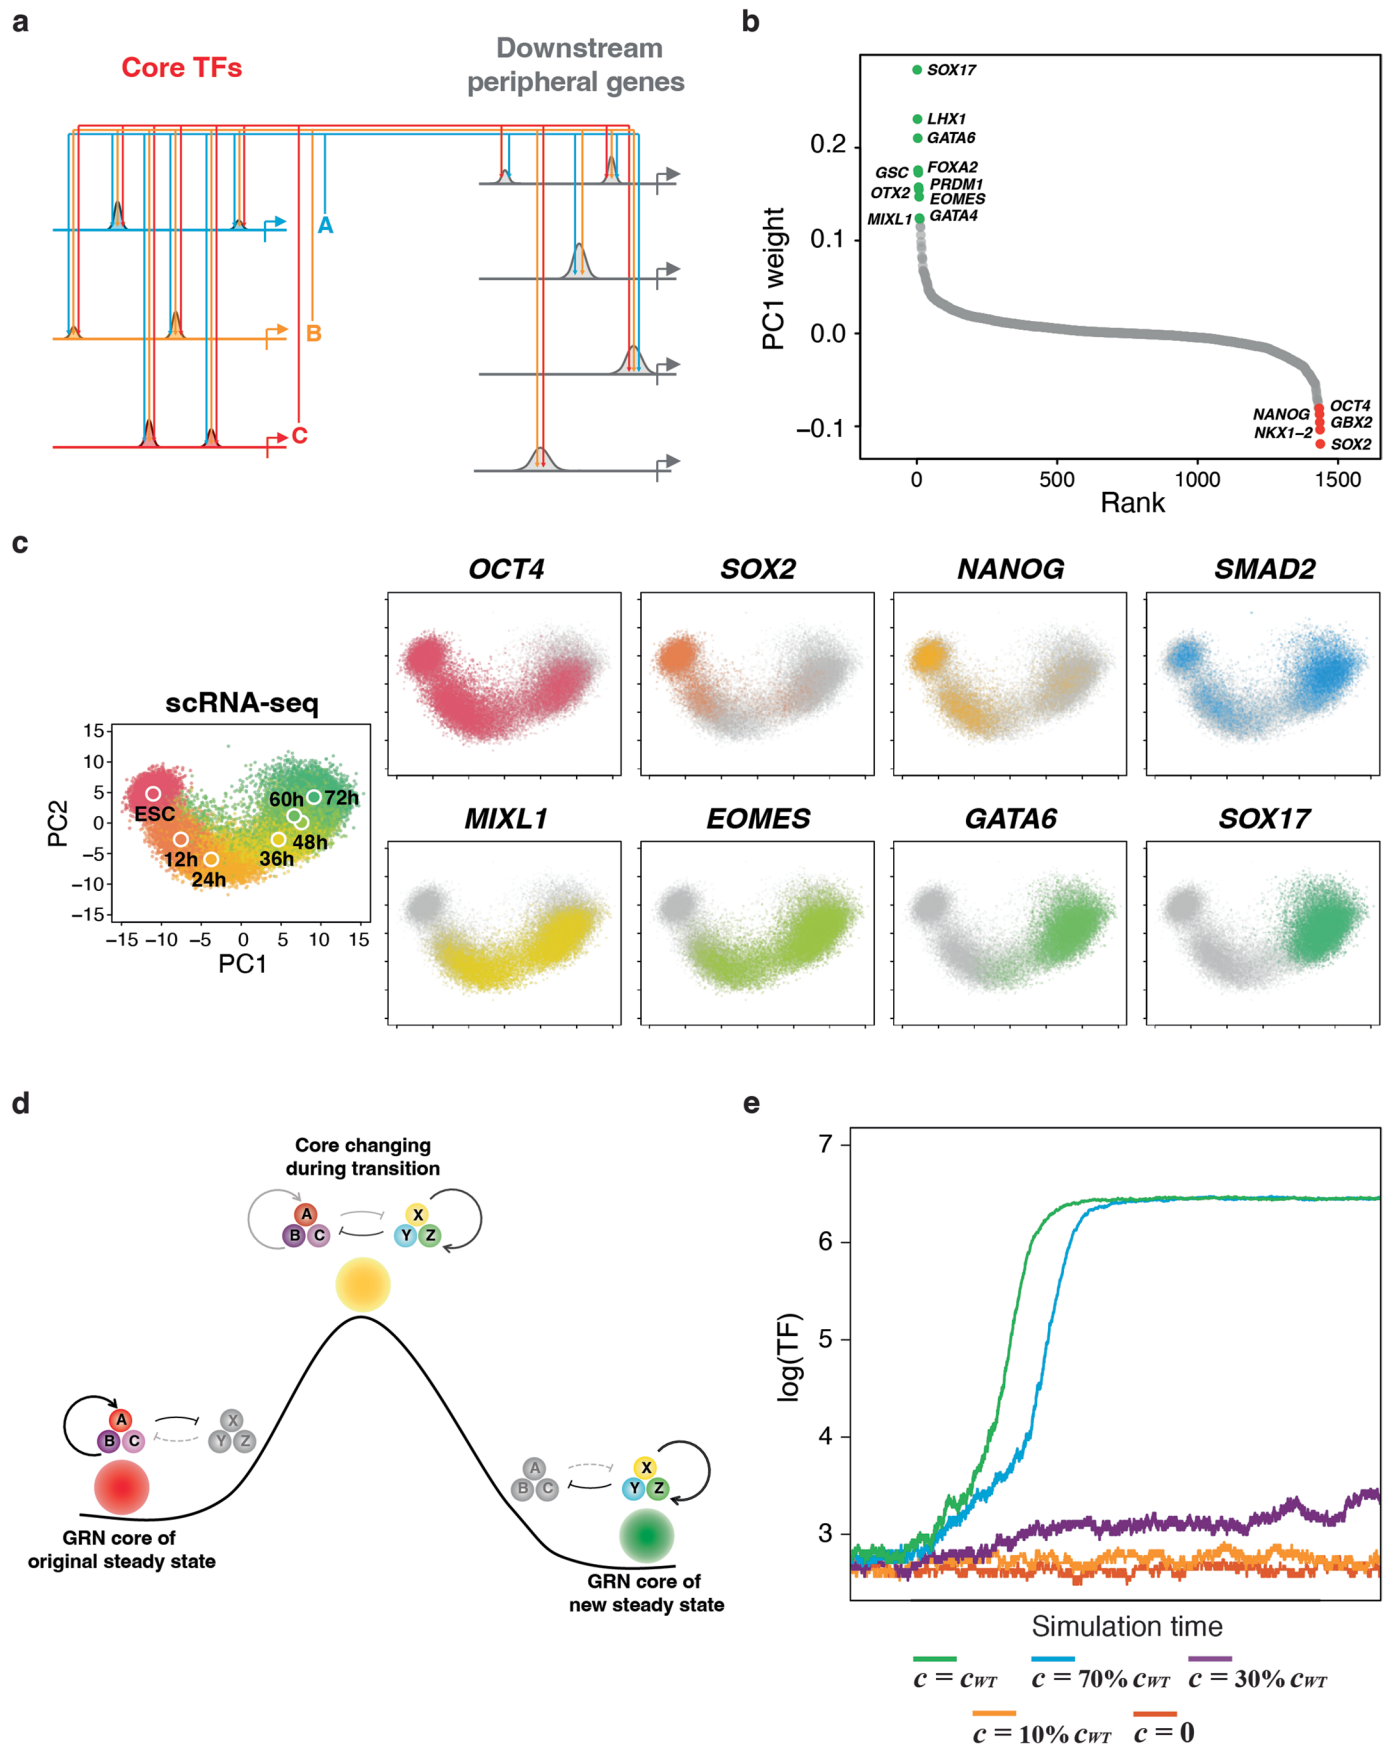 a
Core TFs
Downstream
peripheral genes
A
B
C
b
PC1 weight
0.2
0.1
0.0
−0.1
SOX17
LHX1
GATA6
GSC
FOXA2
PRDM1
OTX2
EOMES
MIXL1
GATA4
OCT4
NANOG
GBX2
NKX1−2
SOX2
0
500
1000
1500
Rank
c
scRNA-seq
PC2
15
10
5
0
−5
−10
−15
ESC
12h
24h
36h
48h
60h
72h
−15
−10
−5
0
5
10
15
PC1
OCT4
SOX2
NANOG
SMAD2
MIXL1
EOMES
GATA6
SOX17
d
Core changing
during transition
A
B
C
X
Y
Z
A
B
C
X
Y
Z
GRN core of
original steady state
A
B
C
X
Y
Z
GRN core of
new steady state
e
log(TF)
7
6
5
4
3
Simulation time
c = cWT
c = 70% cWT
c = 30% cWT
c = 10% cWT
c = 0